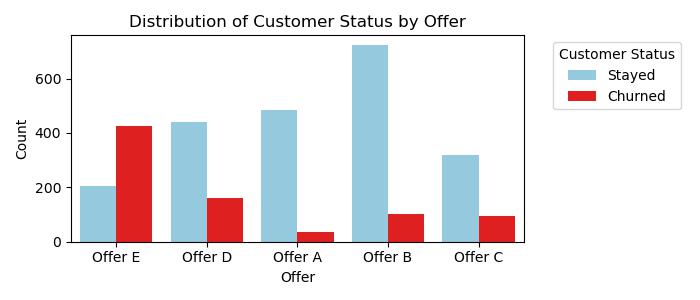 Distribution of Customer Status by Offer
Customer Status
Stayed
Churned
Count
600
400
200
0
Offer E Offer D Offer A Offer B Offer C
Offer